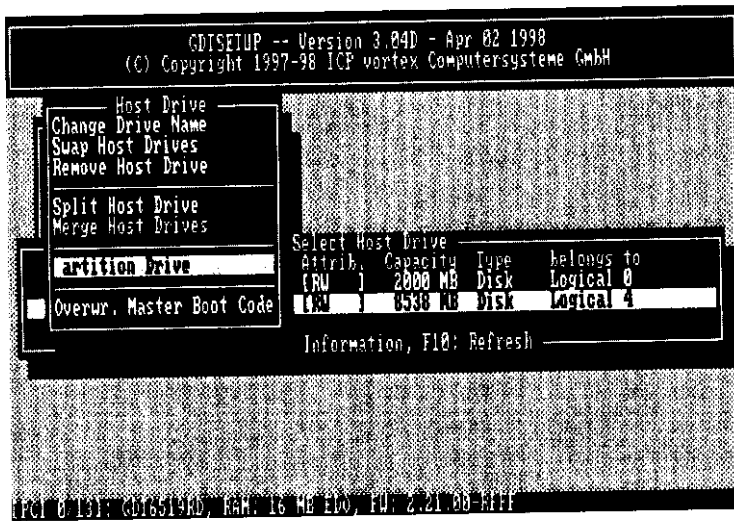 GDTSETUP -- Version 3.04D - Apr 02 1998
(C) Copyright 1997-98 ICP vortex Computersysteme GmbH
Host Drive
Change Drive Name
Swap Host Drives
Remove Host Drive
Split Host Drive
Merge Host Drives
artition Drive
Overwr. Master Boot Code
Select Host Drive
Attrib. Capacity Type belongs to
[RW ] 2000 MB Disk Logical 0
[RW ] 8538 MB Disk Logical 4
Information, F10: Refresh
[PCI 0/13]: GDT6519RD, RAM: 16 MB EDO, FW: 2.21.00-RFFF